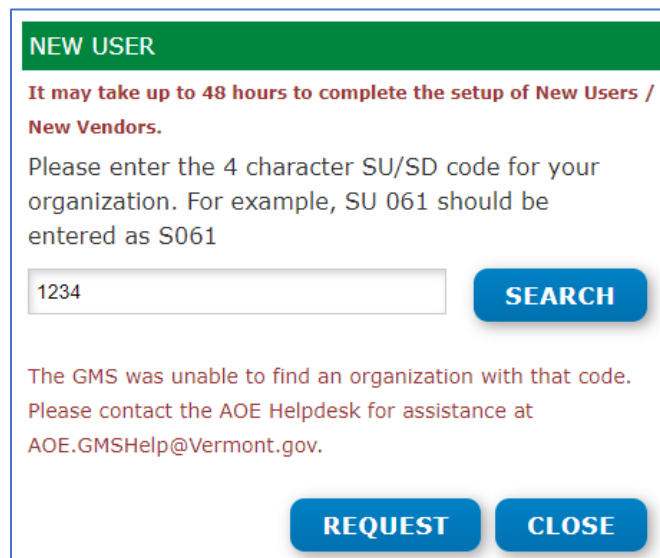 NEW USER
It may take up to 48 hours to complete the setup of New Users /
New Vendors.
Please enter the 4 character SU/SD code for your
organization. For example, SU 061 should be
entered as S061
1234
SEARCH
The GMS was unable to find an organization with that code.
Please contact the AOE Helpdesk for assistance at
AOE.GMSHelp@Vermont.gov.
REQUEST
CLOSE